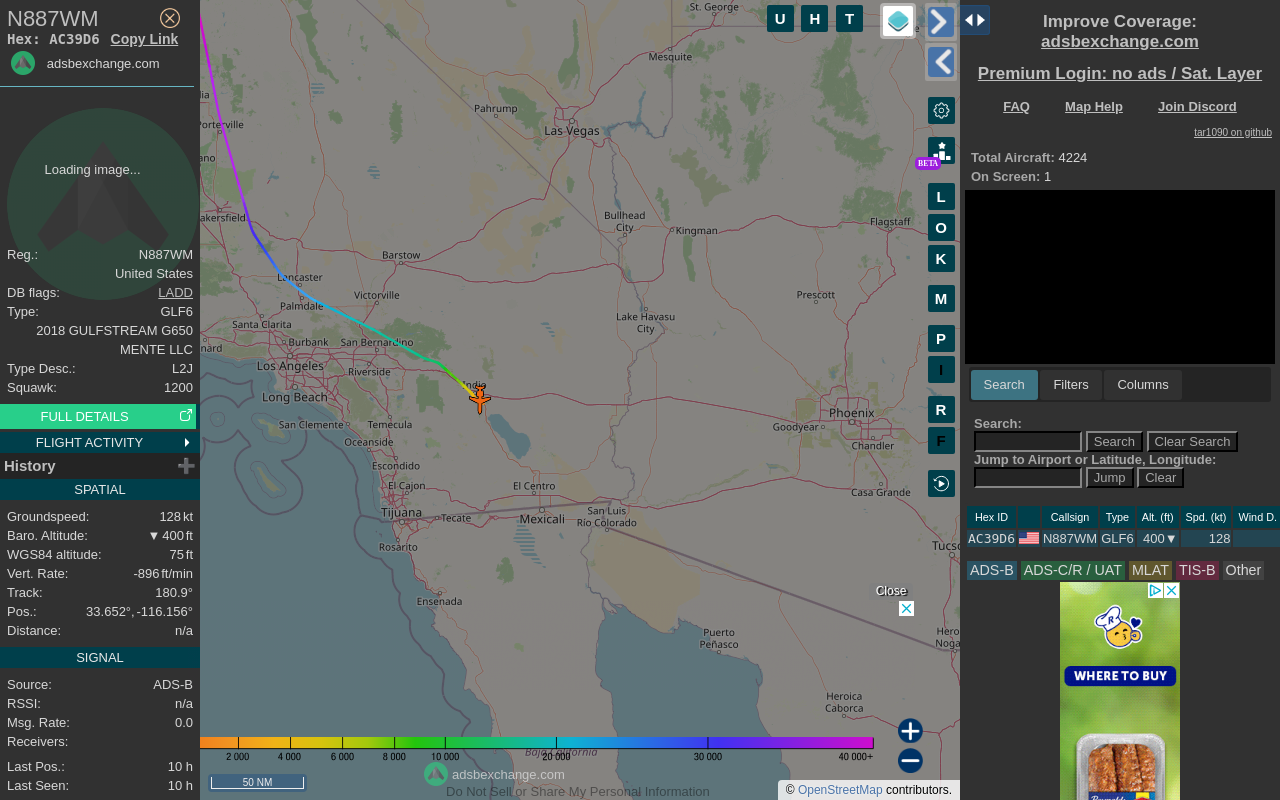 N887WM
Hex: AC39D6 Copy Link
adsbexchange.com
Loading image...
Reg.: N887WM
United States
DB flags: LADD
Type: GLF6
2018 GULFSTREAM G650
MENTE LLC
Type Desc.: L2J
Squawk: 1200
FULL DETAILS
FLIGHT ACTIVITY
History
SPATIAL
Groundspeed: 128 kt
Baro. Altitude: ▼ 400 ft
WGS84 altitude: 75 ft
Vert. Rate: -896 ft/min
Track: 180.9°
Pos.: 33.652°, -116.156°
Distance: n/a
SIGNAL
Source: ADS-B
RSSI: n/a
Msg. Rate: 0.0
Receivers:
Last Pos.: 10 h
Last Seen: 10 h
St. George
Mesquite
Pahrump
Las Vegas
Porterville
akersfield
Bullhead
City
Kingman
Flagstaff
Barstow
Lancaster
Palmdale
Victorville
Prescott
Santa Clarita
Lake Havasu
City
nard
Burbank
San Bernardino
Los Angeles
Riverside
Indio
Long Beach
San Clemente
Temecula
Phoenix
Goodyear
Chandler
Oceanside
Escondido
El Cajon
El Centro
Casa Grande
Tijuana
Tecate
Mexicali
San Luis
Río Colorado
Rosarito
Tucso
Ensenada
Puerto
Peñasco
Hero
Noga
Heroica
Caborca
Baja California
U H T
BETA
L
O
K
M
P
I
R
F
Close
2 000 4 000 6 000 8 000 10 000 20 000 30 000 40 000+
50 NM
adsbexchange.com
Do Not Sell or Share My Personal Information
© OpenStreetMap contributors.
Improve Coverage:
adsbexchange.com
Premium Login: no ads / Sat. Layer
FAQ Map Help Join Discord
tar1090 on github
Total Aircraft: 4224
On Screen: 1
Search Filters Columns
Search:
Search Clear Search
Jump to Airport or Latitude, Longitude:
Jump Clear
Hex ID Callsign Type Alt. (ft) Spd. (kt) Wind D.
AC39D6 N887WM GLF6 400▼ 128
ADS-B ADS-C/R / UAT MLAT TIS-B Other
R
WHERE TO BUY